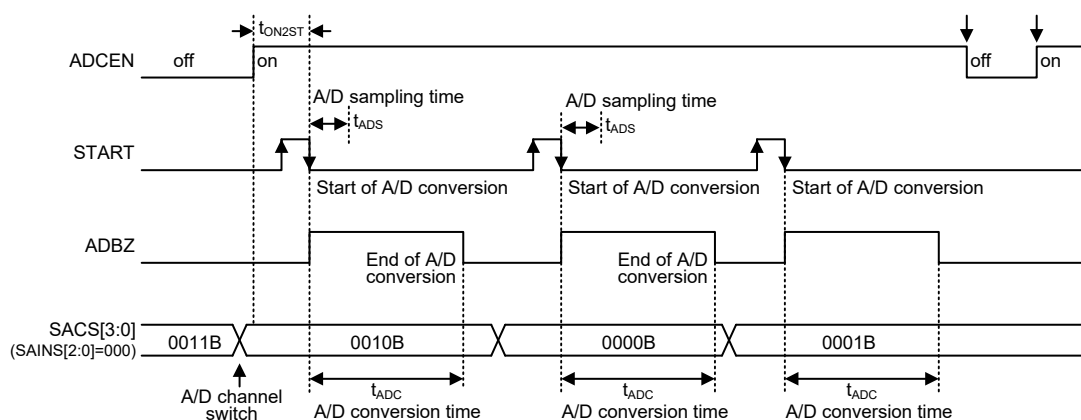 tON2ST
ADCEN
off
on
off
on
A/D sampling time
tADS
A/D sampling time
tADS
START
Start of A/D conversion
Start of A/D conversion
Start of A/D conversion
ADBZ
End of A/D
conversion
End of A/D
conversion
SACS[3:0]
(SAINS[2:0]=000)
0011B
0010B
0000B
0001B
A/D channel
switch
tADC
A/D conversion time
tADC
A/D conversion time
tADC
A/D conversion time